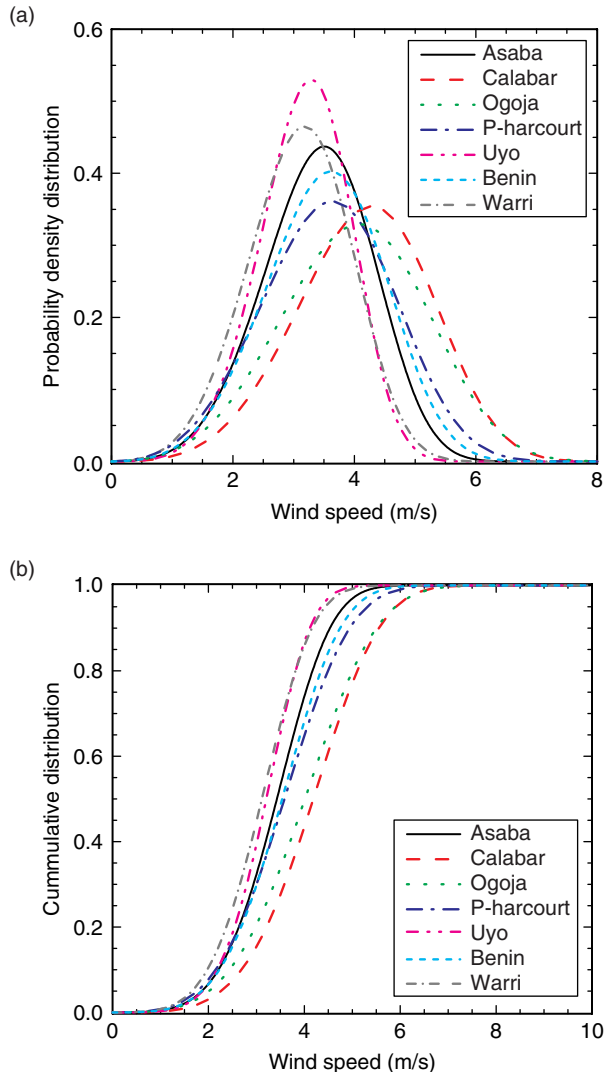 (a)
0.6
0.4
0.2
0.0
Probability density distribution
Asaba
Calabar
Ogoja
P-harcourt
Uyo
Benin
Warri
0 2 4 6 8
Wind speed (m/s)
(b)
1.0
0.8
0.6
0.4
0.2
0.0
Cummulative distribution
Asaba
Calabar
Ogoja
P-harcourt
Uyo
Benin
Warri
0 2 4 6 8 10
Wind speed (m/s)